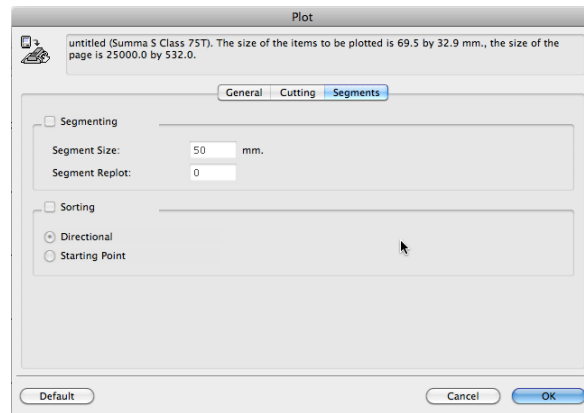 Plot
untitled (Summa S Class 75T). The size of the items to be plotted is 69.5 by 32.9 mm., the size of the
page is 25000.0 by 532.0.
General Cutting Segments
Segmenting
Segment Size: 50 mm.
Segment Replot: 0
Sorting
Directional
Starting Point
Default Cancel OK